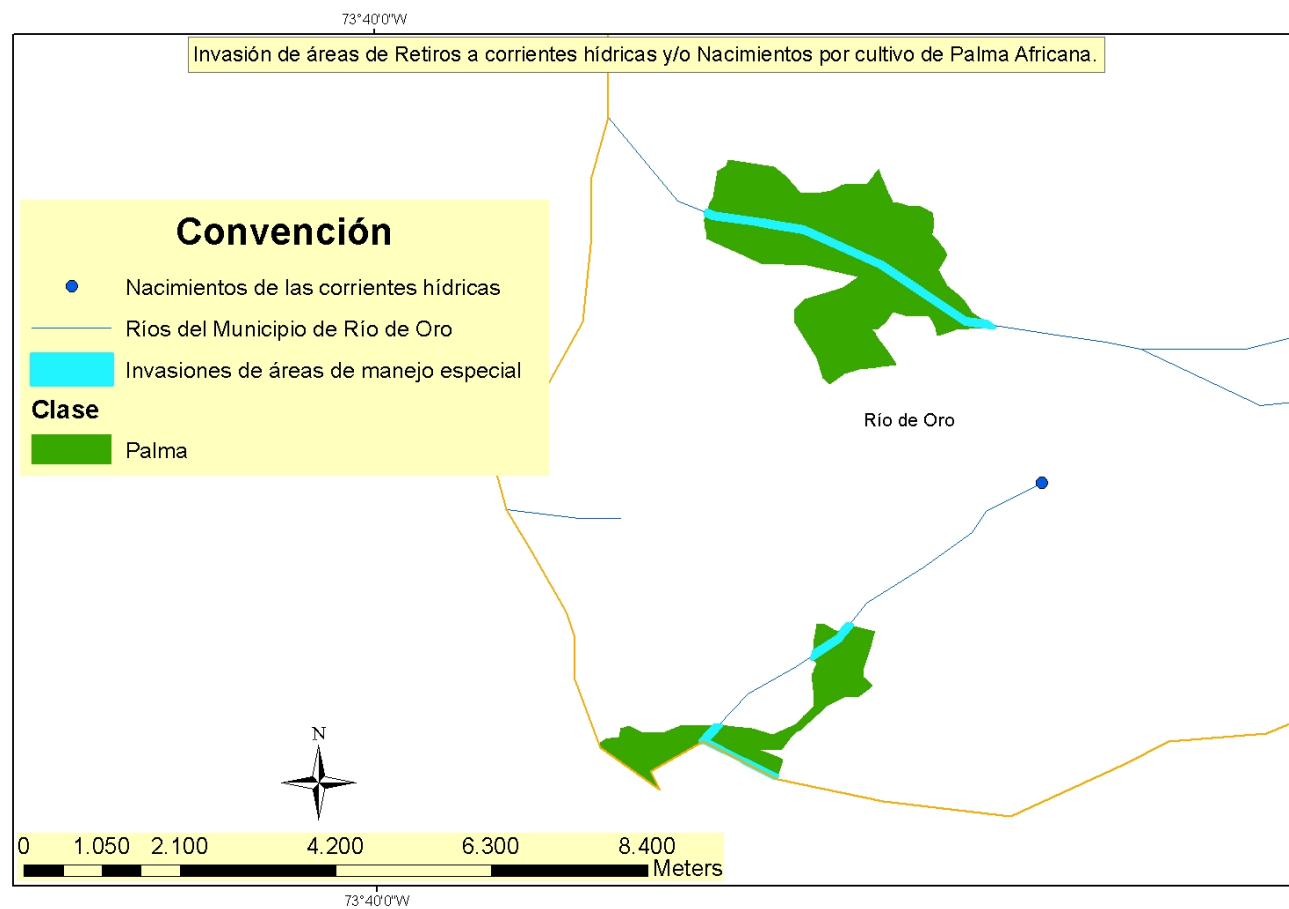 73°40'0"W
Invasión de áreas de Retiros a corrientes hídricas y/o Nacimientos por cultivo de Palma Africana.
Convención
Nacimientos de las corrientes hídricas
Ríos del Municipio de Río de Oro
Invasiones de áreas de manejo especial
Clase
Palma
Río de Oro
N
0 1.050 2.100 4.200 6.300 8.400
Meters
73°40'0"W